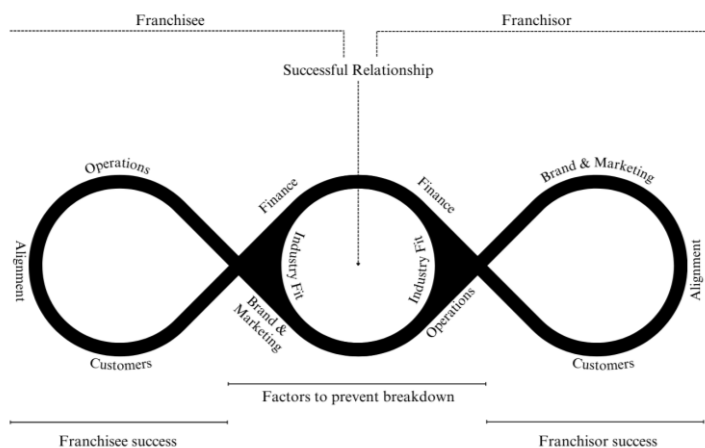 Franchisee
Franchisor
Successful Relationship
Operations
Brand & Marketing
Finance
Finance
Alignment
Industry Fit
Industry Fit
Alignment
Brand &
Marketing
Operations
Customers
Customers
Factors to prevent breakdown
Franchisee success
Franchisor success